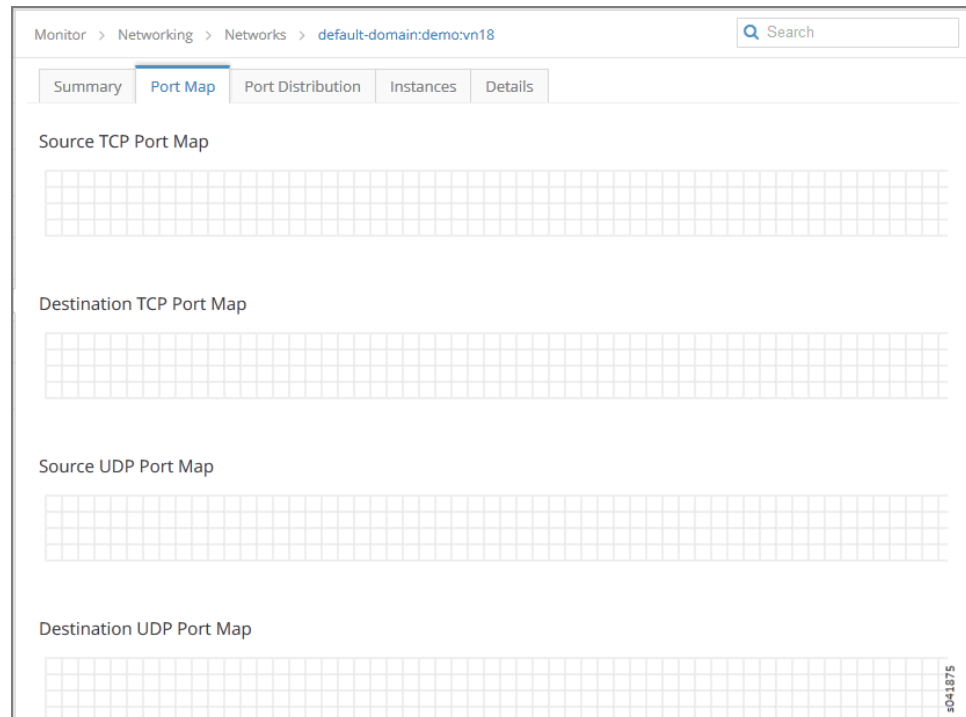 Monitor > Networking > Networks > default-domain:demo:vn18
Search
Summary
Port Map
Port Distribution
Instances
Details
Source TCP Port Map
Destination TCP Port Map
Source UDP Port Map
Destination UDP Port Map
s041875